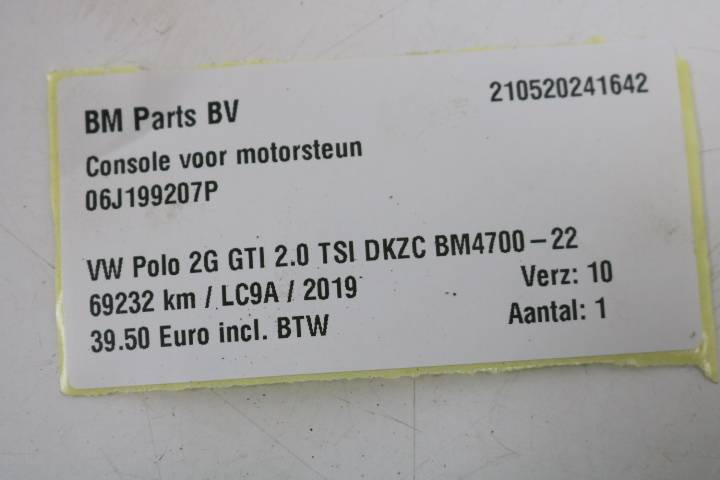 BM Parts BV
210520241642
Console voor motorsteun
06J199207P
VW Polo 2G GTI 2.0 TSI DKZC BM4700-22
69232 km / LC9A / 2019
Verz: 10
39.50 Euro incl. BTW
Aantal: 1